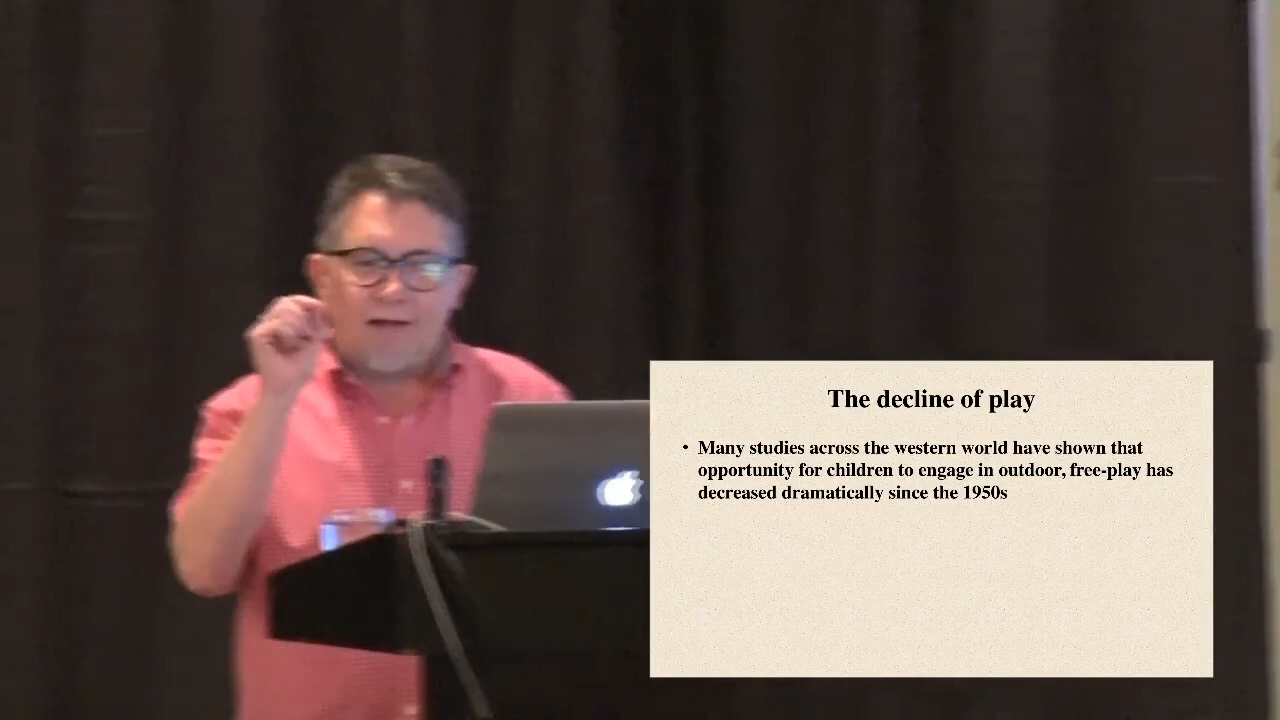 The decline of play
• Many studies across the western world have shown that
opportunity for children to engage in outdoor, free-play has
decreased dramatically since the 1950s